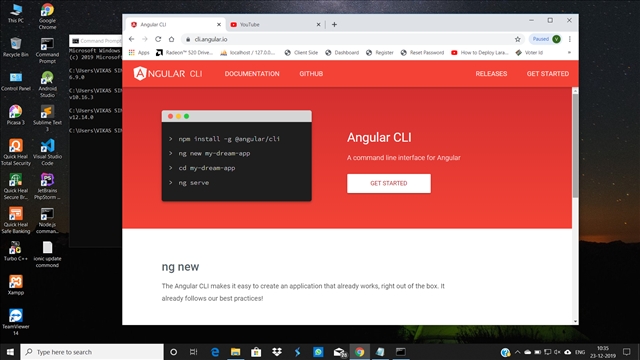 This PC
Google Chrome
Recycle Bin
Command Prompt
Control Panel
Android Studio
Picasa 3
Sublime Text 3
Quick Heal Total Security
Visual Studio Code
Quick Heal Secure Br...
JetBrains PhpStorm ...
Quick Heal Safe Banking
Node.js comman...
Turbo C++
ionic update commond
Xampp
TeamViewer 14
Command Prompt
Microsoft Windows
(c) 2019 Microsoft
C:\Users\VIKAS
6.9.0
C:\Users\VIKAS
v10.16.3
C:\Users\VIKAS
v12.14.0
C:\Users\VIKAS
Angular CLI
YouTube
cli.angular.io
Paused
V
Apps
Radeon™ 520 Drive...
localhost / 127.0.0...
Client Side
Dashboard
Register
Reset Password
How to Deploy Larav...
Voter Id
ANGULAR CLI
DOCUMENTATION
GITHUB
RELEASES
GET STARTED
> npm install -g @angular/cli
> ng new my-dream-app
> cd my-dream-app
> ng serve
Angular CLI
A command line interface for Angular
GET STARTED
ng new
The Angular CLI makes it easy to create an application that already works, right out of the box. It
already follows our best practices!
Type here to search
ENG
10:35
23-12-2019